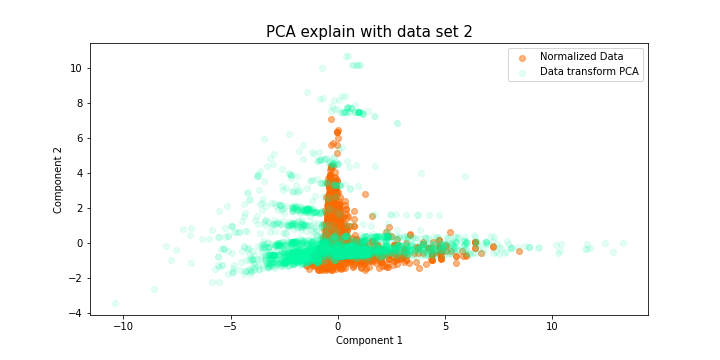 PCA explain with data set 2
Normalized Data
Data transform PCA
10
8
6
4
2
0
−2
−4
Component 2
−10
−5
0
5
10
Component 1